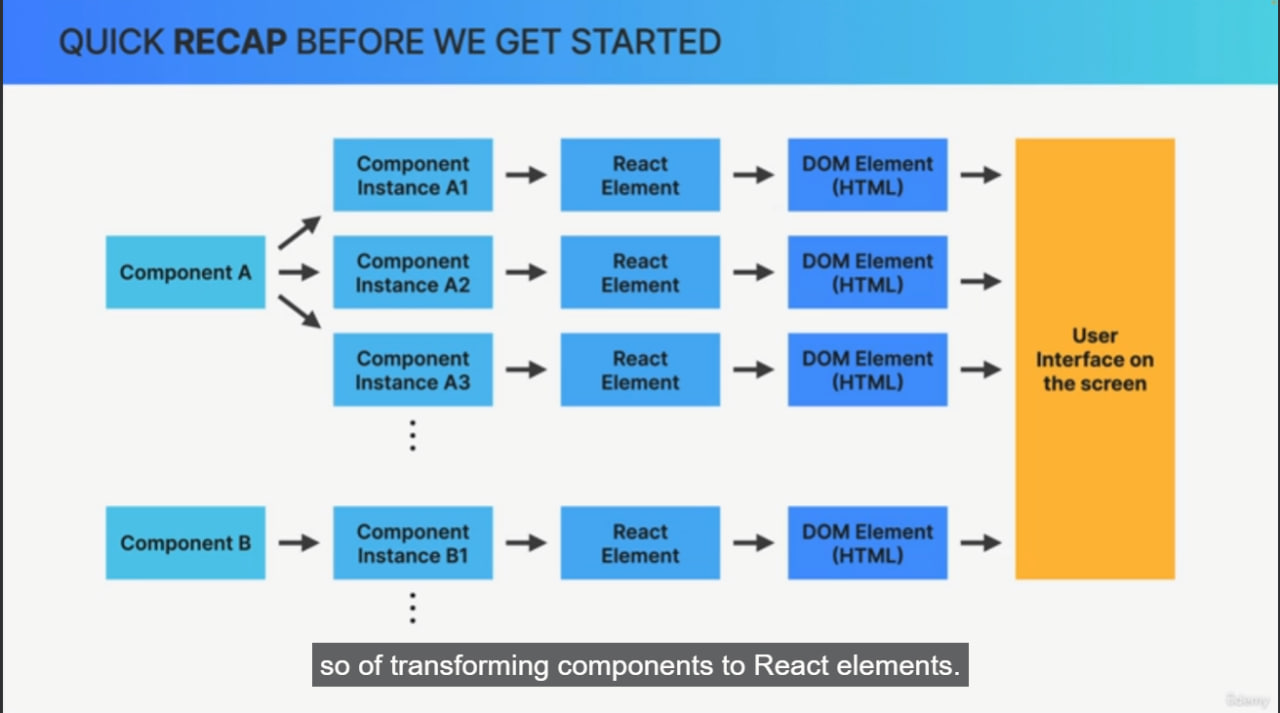 QUICK RECAP BEFORE WE GET STARTED
Component
Instance A1
React
Element
DOM Element
(HTML)
Component A
Component
Instance A2
React
Element
DOM Element
(HTML)
Component
Instance A3
React
Element
DOM Element
(HTML)
User
Interface on
the screen
Component B
Component
Instance B1
React
Element
DOM Element
(HTML)
so of transforming components to React elements.
Udemy